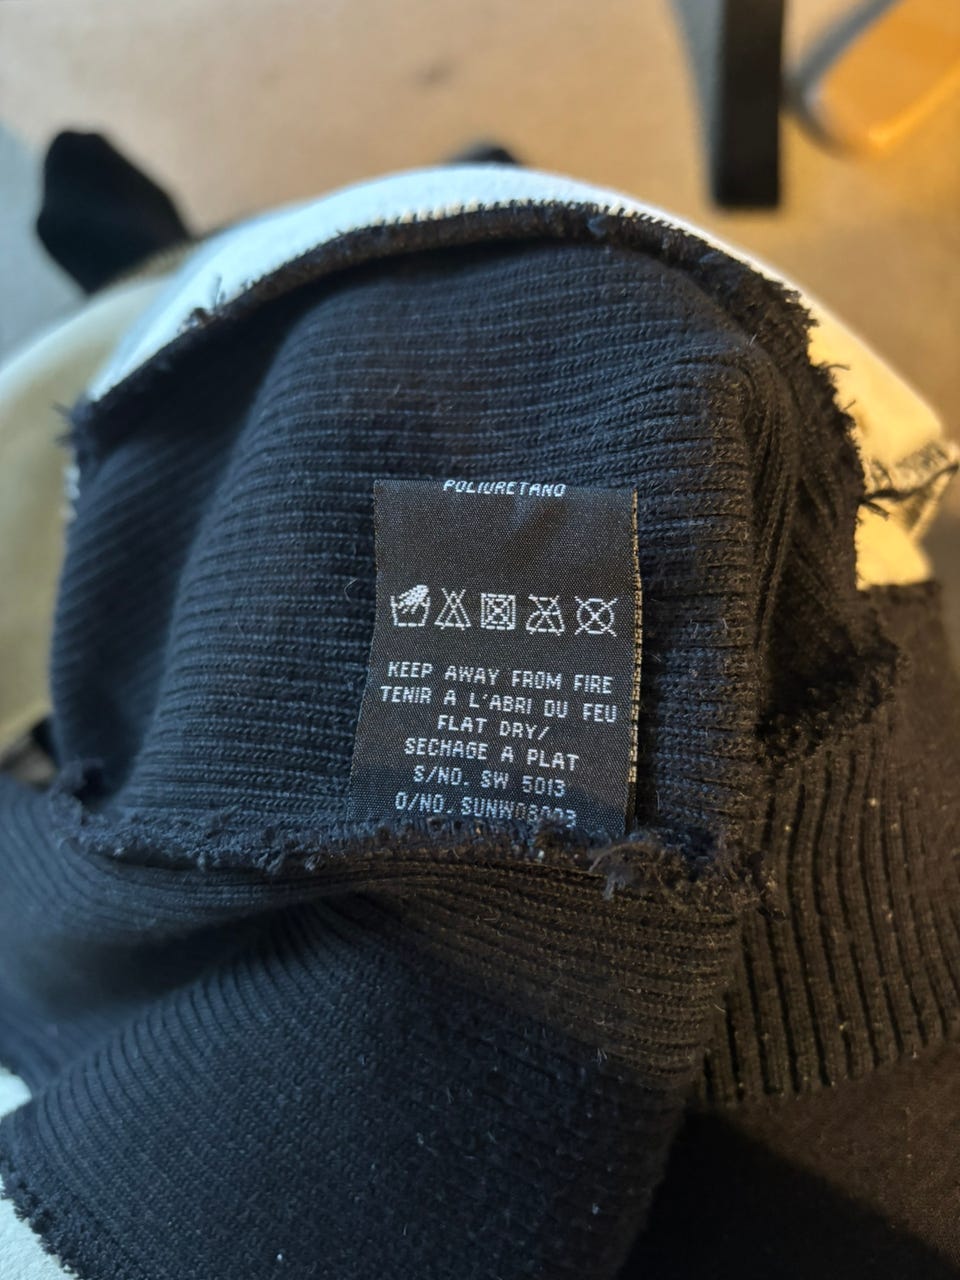 POLIURETANO
KEEP AWAY FROM FIRE
TENIR A L'ABRI DU FEU
FLAT DRY/
SECHAGE A PLAT
S/NO. SW 5013
O/NO.